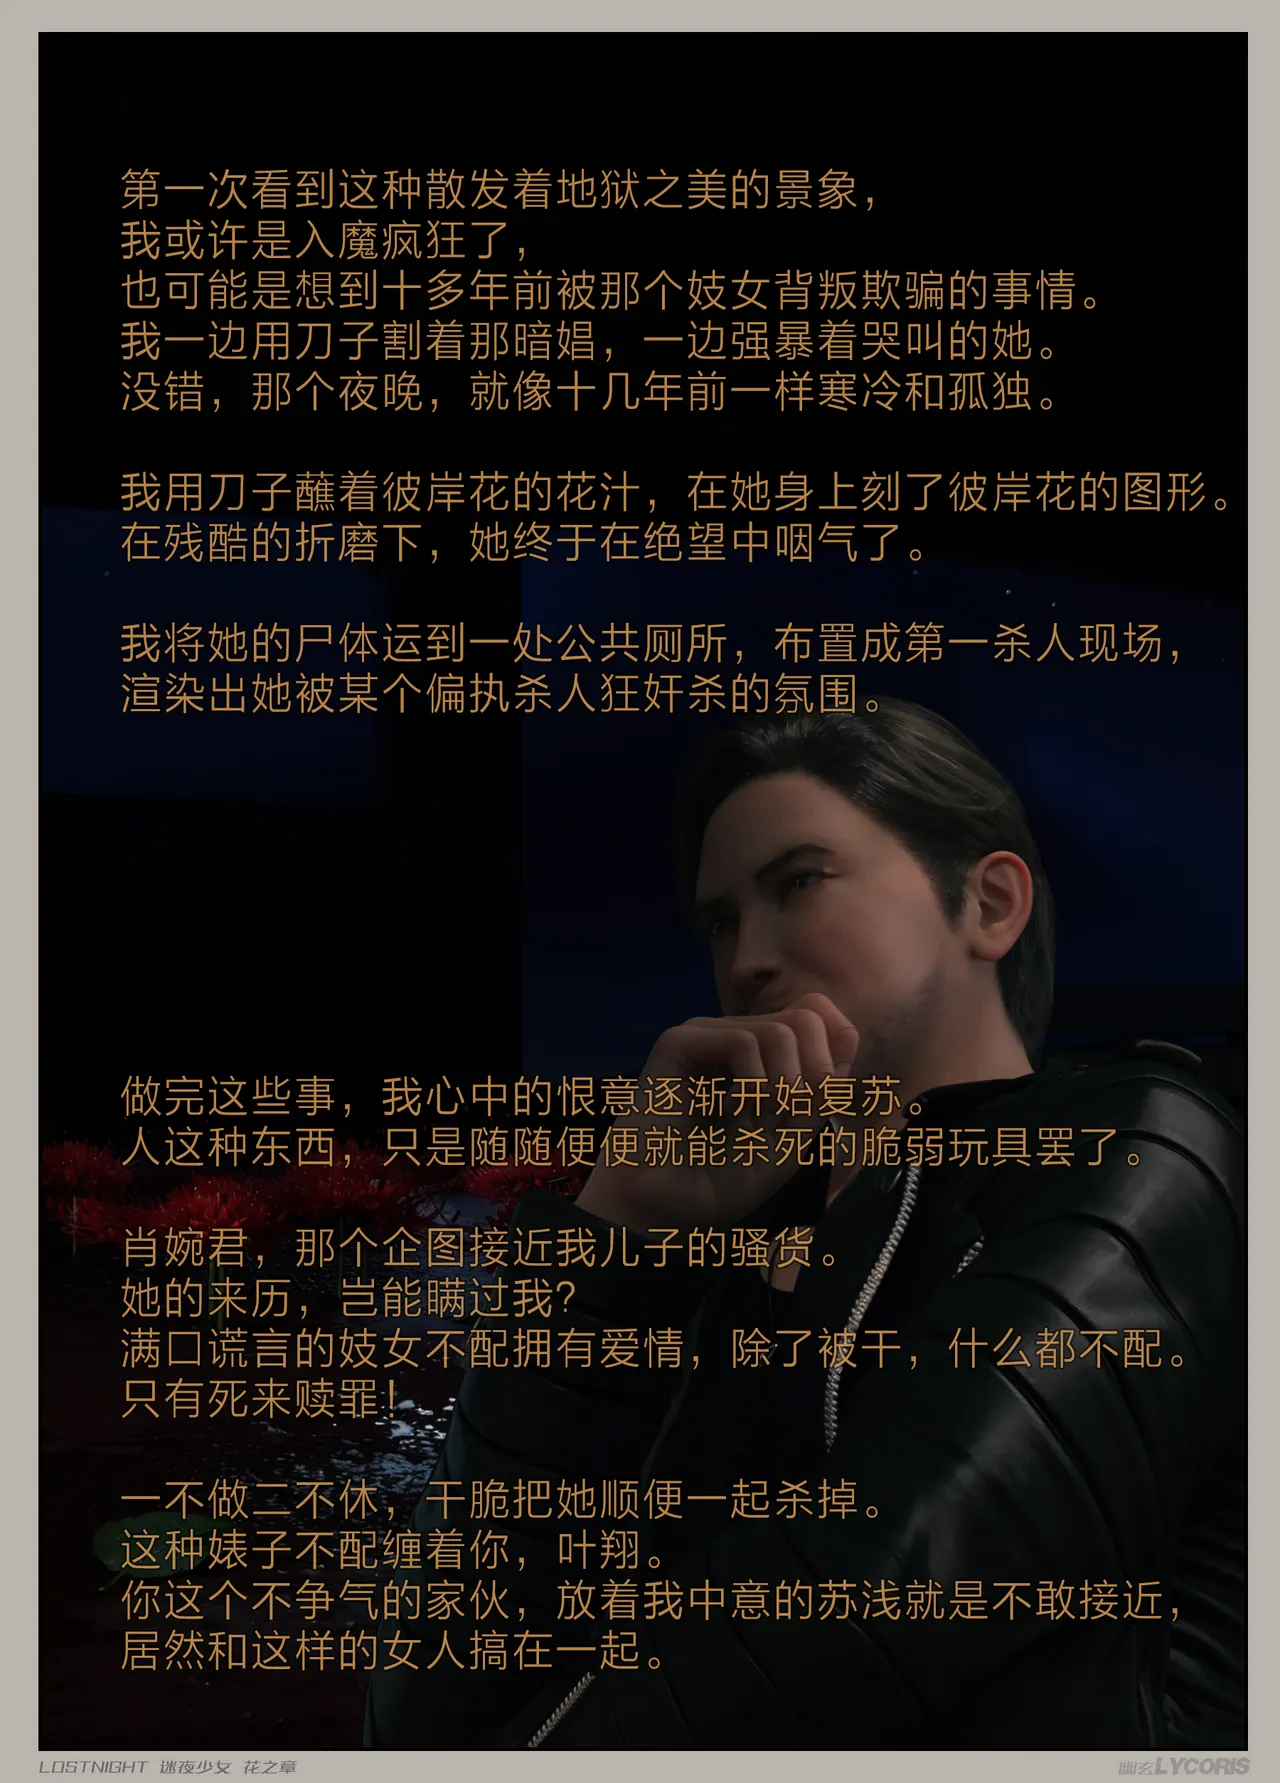 第一次看到这种散发着地狱之美的景象，
我或许是入魔疯狂了，
也可能是想到十多年前被那个妓女背叛欺骗的事情。
我一边用刀子割着那暗娼，一边强暴着哭叫的她。
没错，那个夜晚，就像十几年前一样寒冷和孤独。
我用刀子蘸着彼岸花的花汁，在她身上刻了彼岸花的图形。
在残酷的折磨下，她终于在绝望中咽气了。
我将她的尸体运到一处公共厕所，布置成第一杀人现场，
渲染出她被某个偏执杀人狂奸杀的氛围。
做完这些事，我心中的恨意逐渐开始复苏。
人这种东西，只是随随便便就能杀死的脆弱玩具罢了。
肖婉君，那个企图接近我儿子的骚货。
她的来历，岂能瞒过我？
满口谎言的妓女不配拥有爱情，除了被干，什么都不配。
只有死来赎罪！
一不做二不休，干脆把她顺便一起杀掉。
这种婊子不配缠着你，叶翔。
你这个不争气的家伙，放着我中意的苏浅就是不敢接近，
居然和这样的女人搞在一起。
LOSTNIGHT 迷夜少女 花之章
幽玄LYCORIS